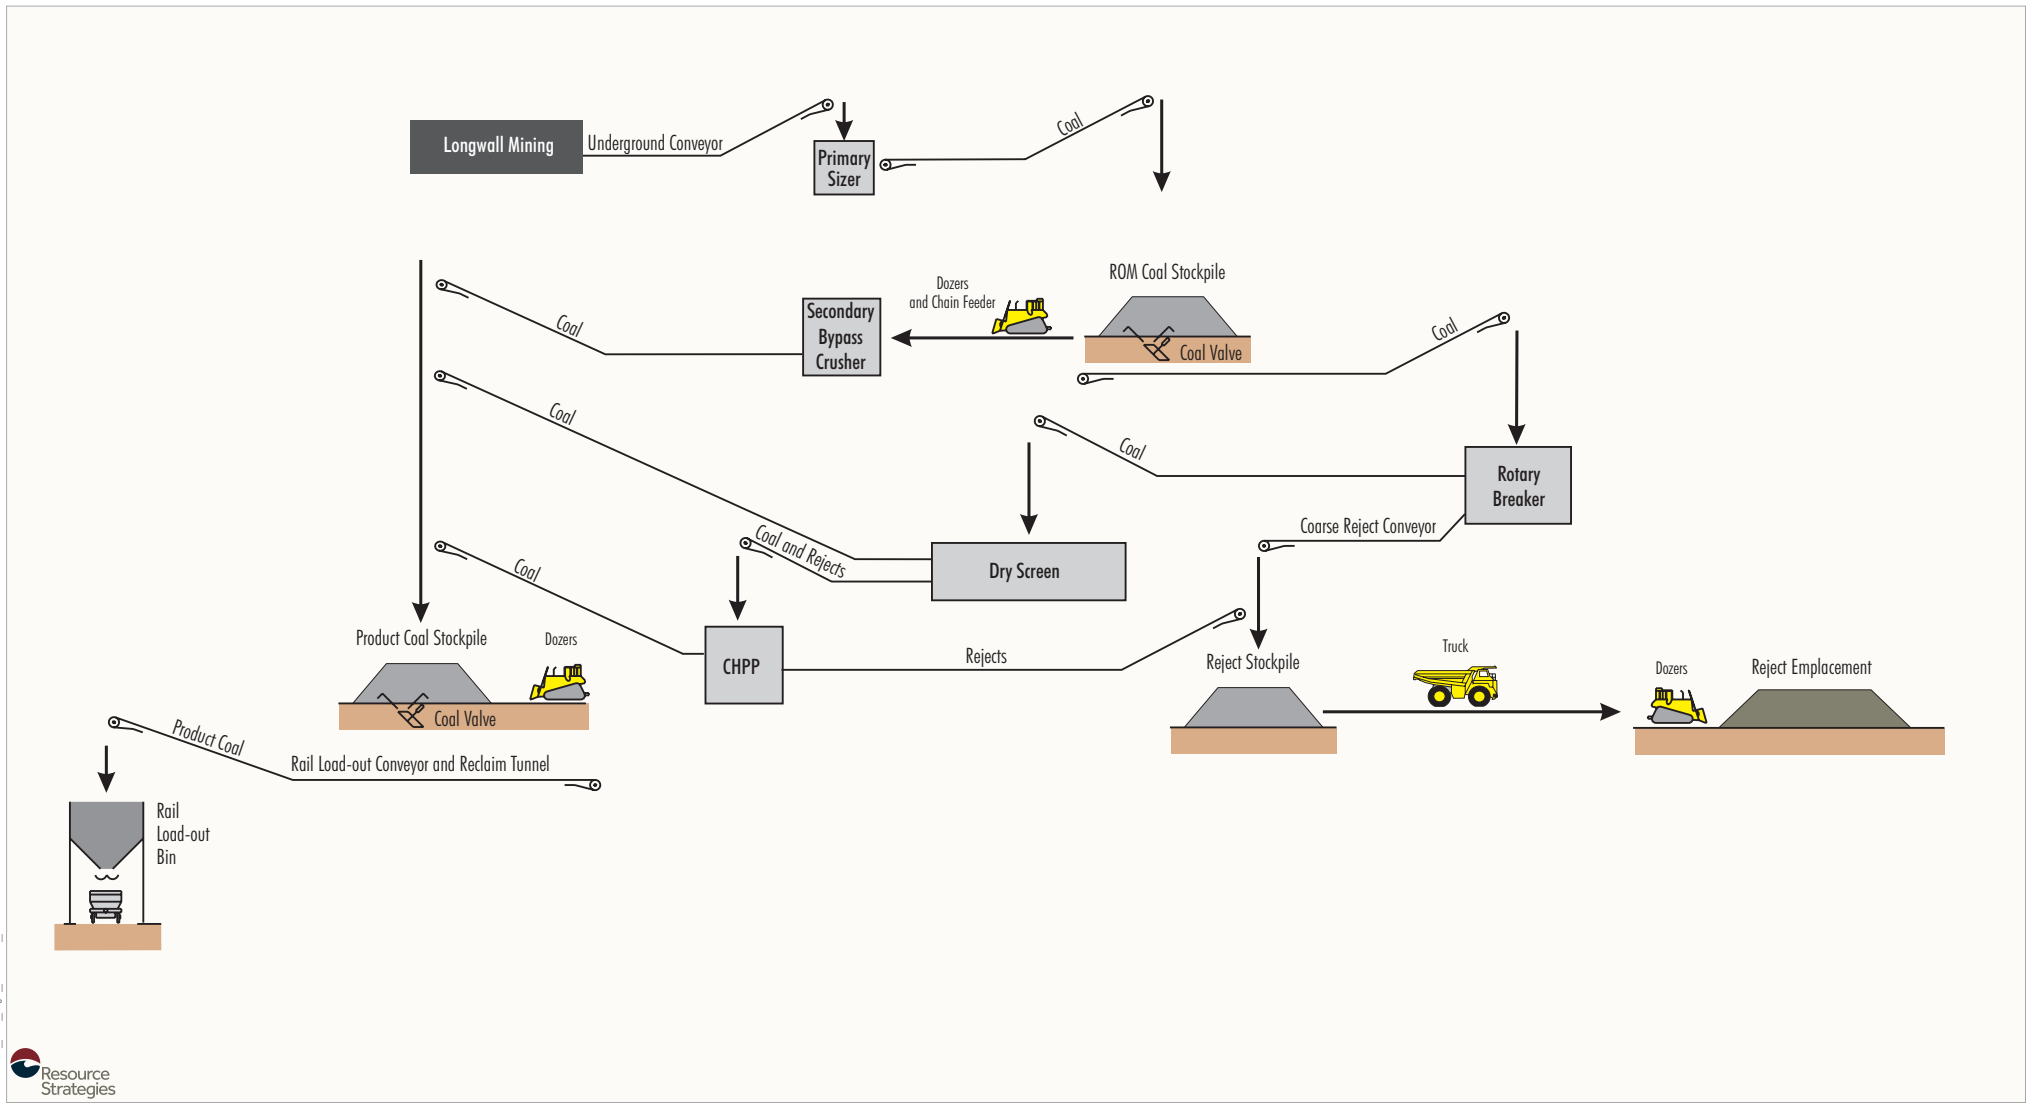 Longwall Mining
Underground Conveyor
Primary
Sizer
Coal
Dozers
and Chain Feeder
ROM Coal Stockpile
Coal Valve
Secondary
Bypass
Crusher
Coal
Coal
Coal
Coal
Rotary
Breaker
Coarse Reject Conveyor
Coal and Rejects
Dry Screen
Coal
CHPP
Rejects
Product Coal Stockpile
Dozers
Coal Valve
Reject Stockpile
Truck
Dozers
Reject Emplacement
Product Coal
Rail Load-out Conveyor and Reclaim Tunnel
Rail
Load-out
Bin
Resource
Strategies